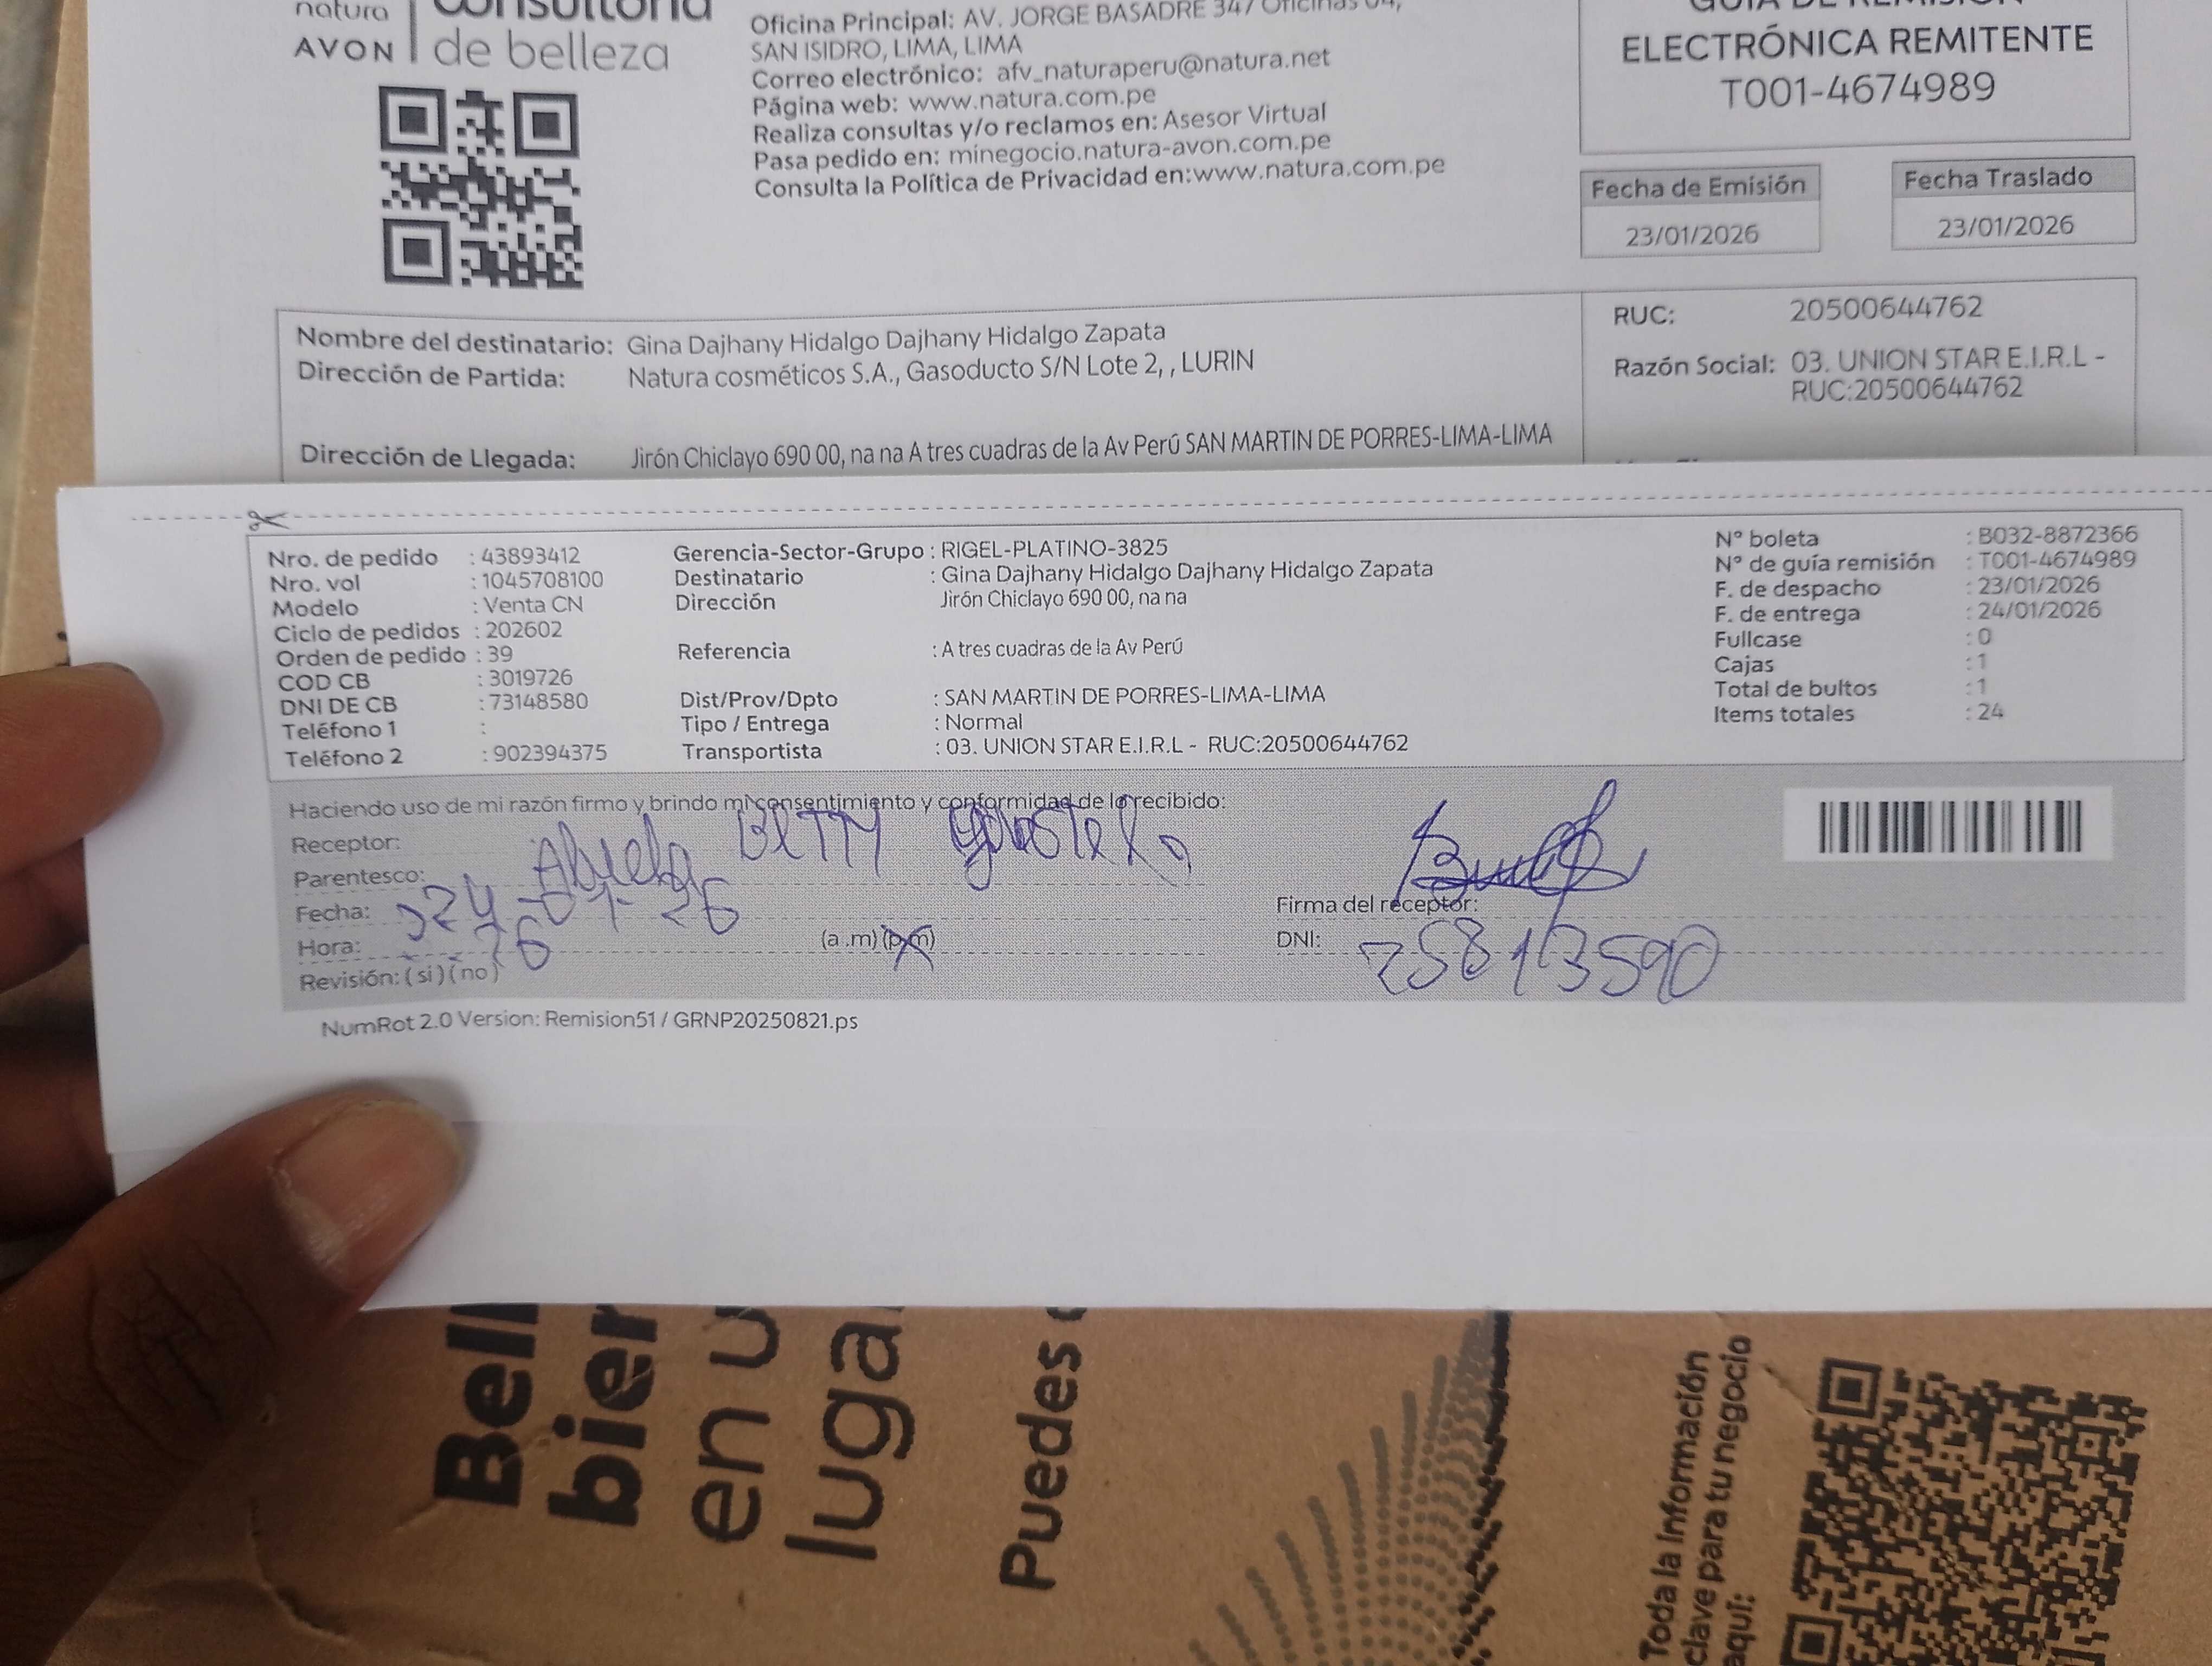 natura
AVON
Consultoría
de belleza
Oficina Principal: AV. JORGE BASADRE 347 Oficinas 04,
SAN ISIDRO, LIMA, LIMA
Correo electrónico: afv_naturaperu@natura.net
Página web: www.natura.com.pe
Realiza consultas y/o reclamos en: Asesor Virtual
Pasa pedido en: minegocio.natura-avon.com.pe
Consulta la Política de Privacidad en:www.natura.com.pe
GUÍA DE REMISIÓN
ELECTRÓNICA REMITENTE
T001-4674989
Fecha de Emisión
23/01/2026
Fecha Traslado
23/01/2026
Nombre del destinatario: Gina Dajhany Hidalgo Dajhany Hidalgo Zapata
Dirección de Partida: Natura cosméticos S.A., Gasoducto S/N Lote 2, , LURIN
Dirección de Llegada: Jirón Chiclayo 690 00, na na A tres cuadras de la Av Perú SAN MARTIN DE PORRES-LIMA-LIMA
RUC: 20500644762
Razón Social: 03. UNION STAR E.I.R.L -
RUC:20500644762
Nro. de pedido : 43893412
Nro. vol : 1045708100
Modelo : Venta CN
Ciclo de pedidos : 202602
Orden de pedido : 39
COD CB : 3019726
DNI DE CB : 73148580
Teléfono 1 :
Teléfono 2 : 902394375
Gerencia-Sector-Grupo : RIGEL-PLATINO-3825
Destinatario : Gina Dajhany Hidalgo Dajhany Hidalgo Zapata
Dirección Jirón Chiclayo 690 00, na na
Referencia : A tres cuadras de la Av Perú
Dist/Prov/Dpto : SAN MARTIN DE PORRES-LIMA-LIMA
Tipo / Entrega : Normal
Transportista : 03. UNION STAR E.I.R.L - RUC:20500644762
N° boleta : B032-8872366
N° de guía remisión : T001-4674989
F. de despacho : 23/01/2026
F. de entrega : 24/01/2026
Fullcase : 0
Cajas : 1
Total de bultos : 1
Items totales : 24
Haciendo uso de mi razón firmo y brindo mi consentimiento y conformidad de lo recibido:
Receptor: BETTY
Parentesco: Abuela
Fecha: 24-01-26
Hora: (a .m) (p.m)
Revisión: ( si ) ( no )
Firma del receptor:
DNI: 25813590
NumRot 2.0 Version: Remision51 / GRNP20250821.ps
Bell
bien
en u
lugar
Puedes
Toda la información
clave para tu negocio
aquí: